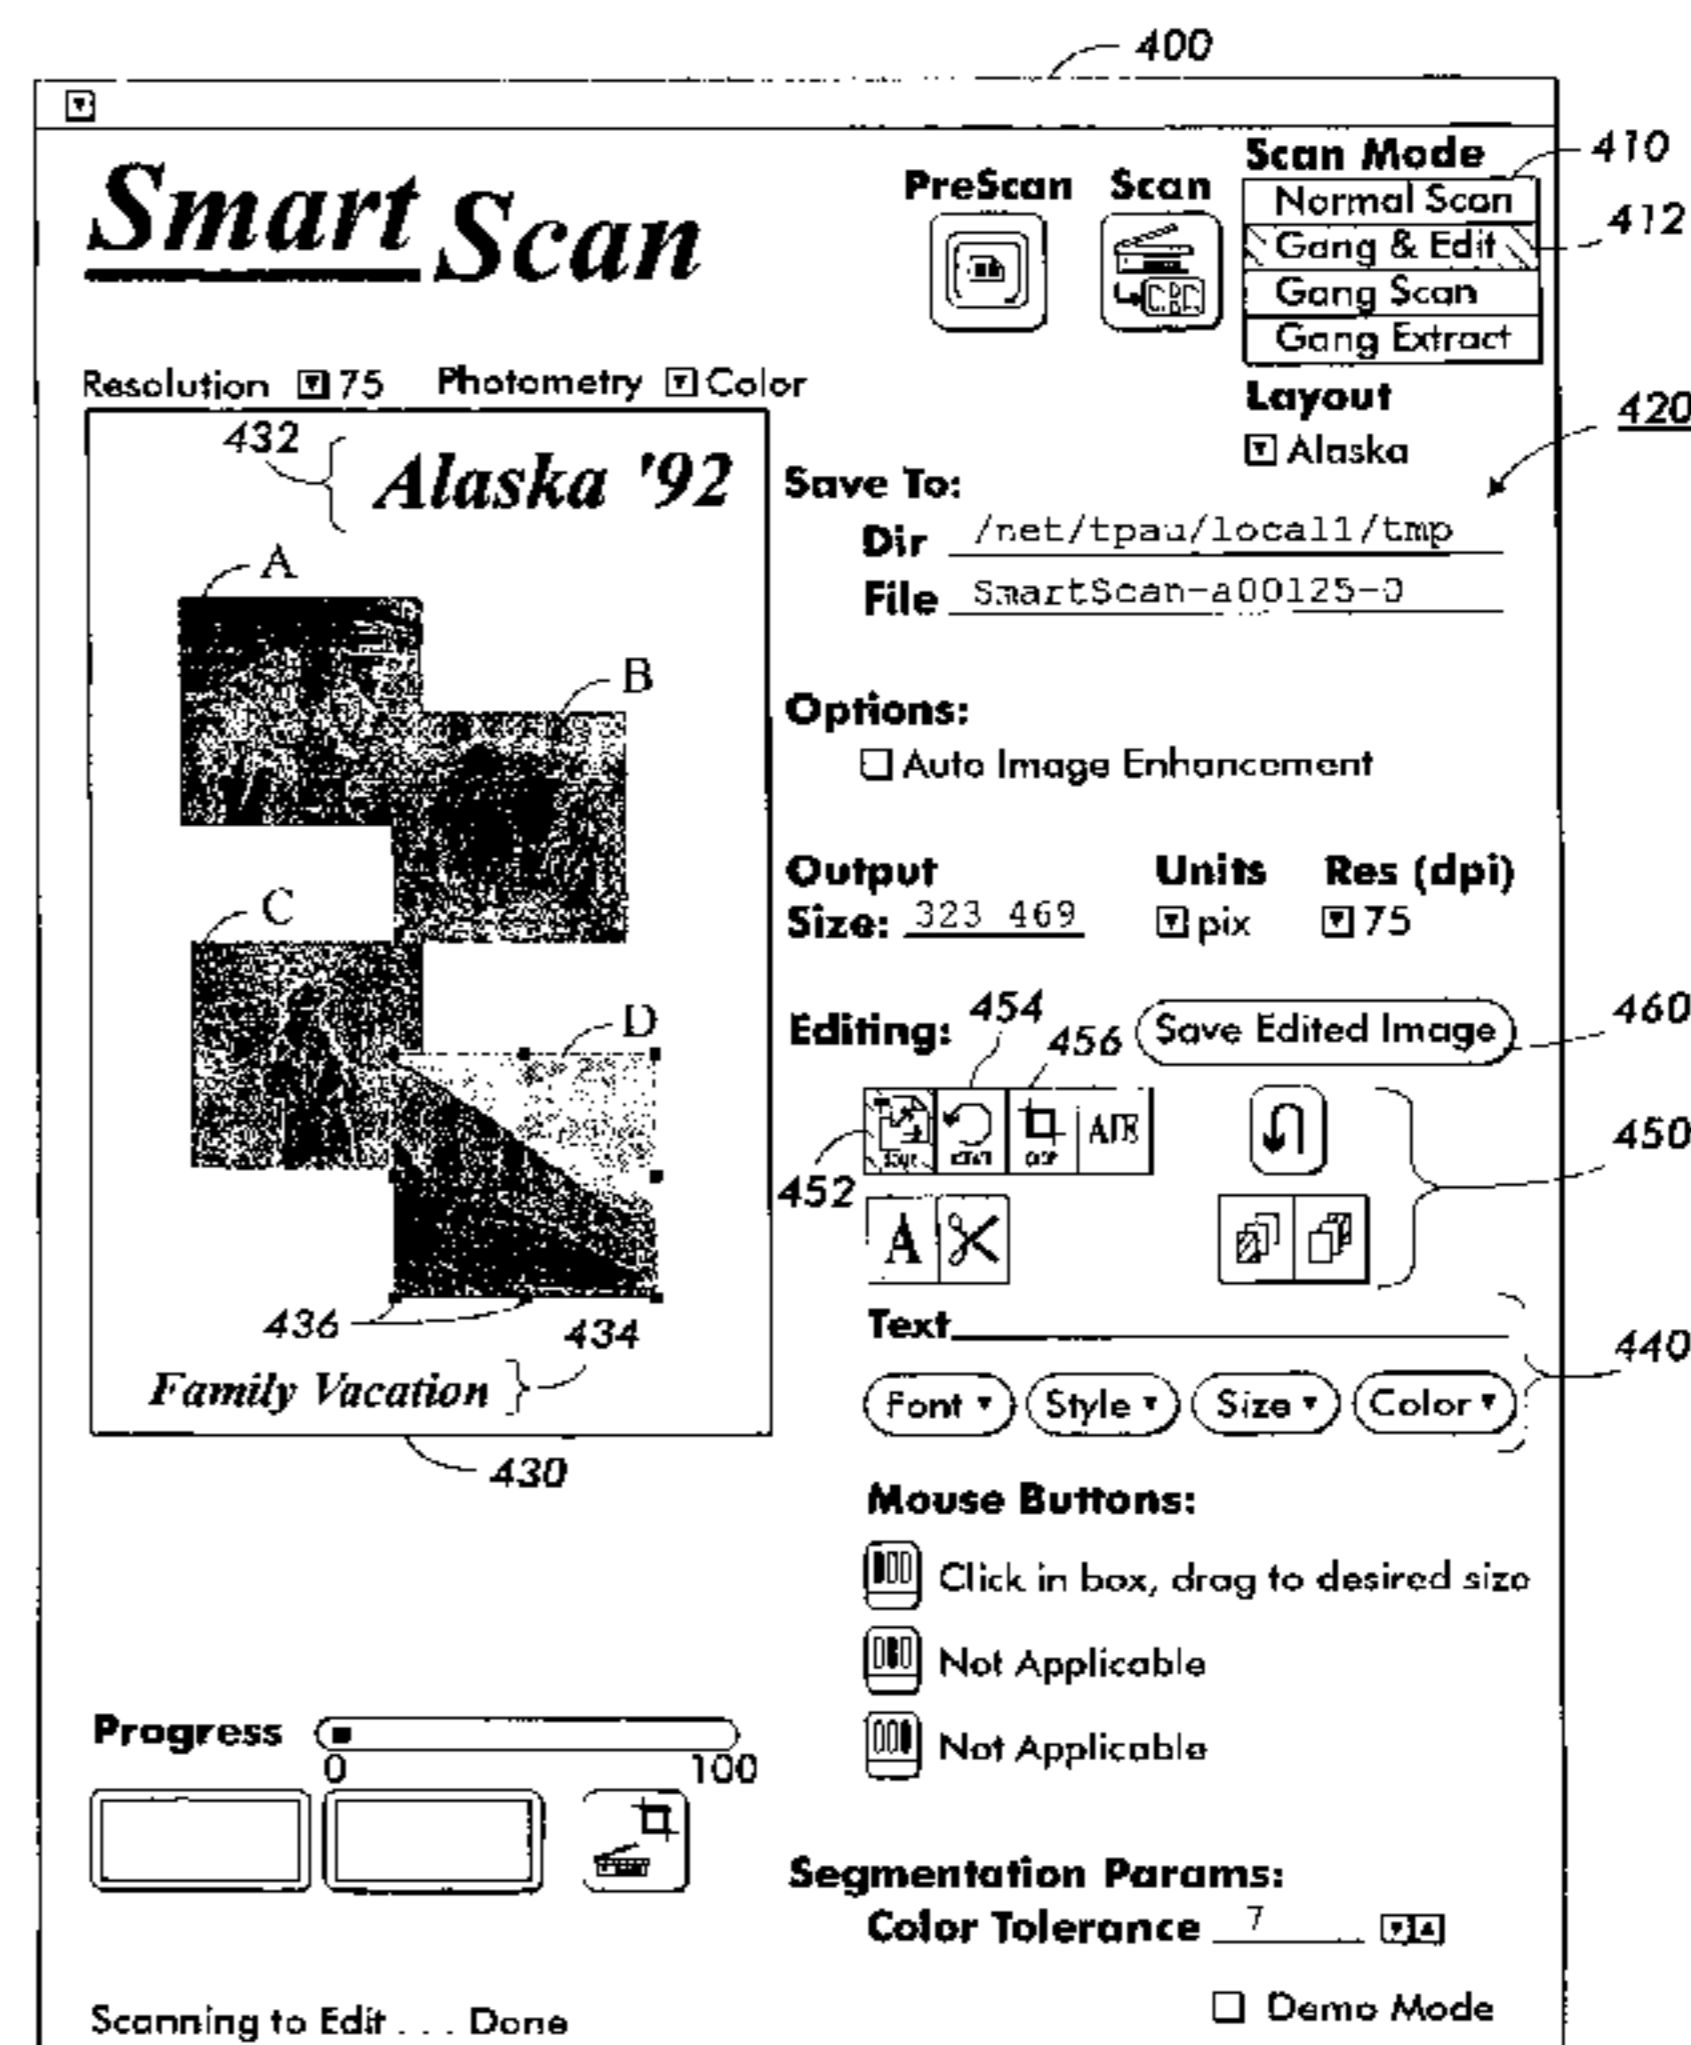 400
Smart Scan
PreScan
Scan
Scan Mode
410
Normal Scan
412
Gang & Edit
Gang Scan
Gang Extract
Resolution 75 Photometry Color
Layout
420
Alaska
432
Alaska '92
Save To:
Dir /net/tpau/local1/tmp
File SmartScan-a00125-0
A
B
Options:
Auto Image Enhancement
Output Units Res (dpi)
Size: 323 469 pix 75
C
D
Editing:
454
456
Save Edited Image
460
450
452
A
436
434
Text
440
Family Vacation
Font Style Size Color
430
Mouse Buttons:
Click in box, drag to desired size
Not Applicable
Not Applicable
Progress
0 100
Segmentation Params:
Color Tolerance 7
Demo Mode
Scanning to Edit . . . Done